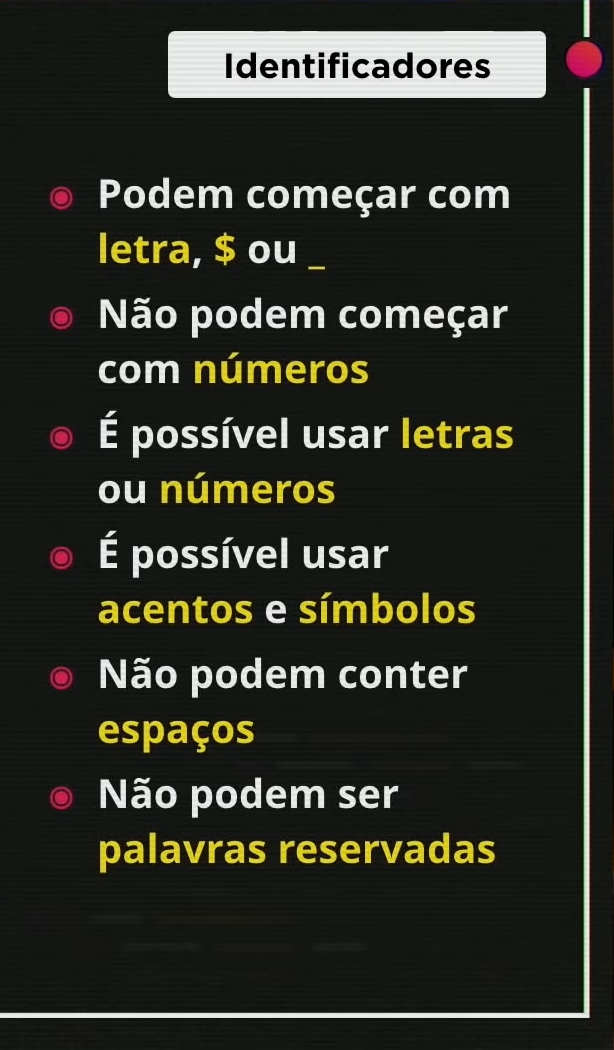 Identificadores
Podem começar com
letra, $ ou _
Não podem começar
com números
É possível usar letras
ou números
É possível usar
acentos e símbolos
Não podem conter
espaços
Não podem ser
palavras reservadas